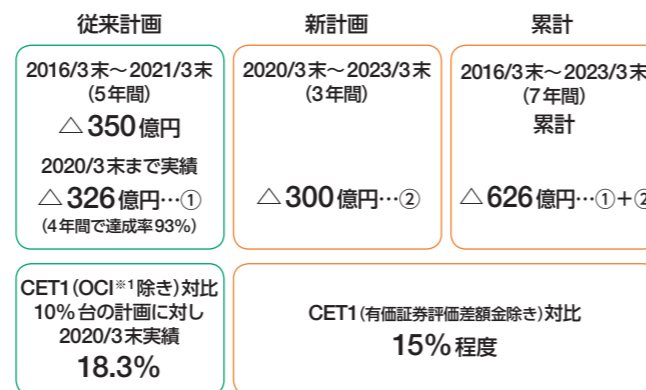 従来計画
2016/3末～2021/3末
(5年間)
△350億円
2020/3末まで実績
△326億円…①
(4年間で達成率93%)
新計画
2020/3末～2023/3末
(3年間)
△300億円…②
累計
2016/3末～2023/3末
(7年間)
累計
△626億円…①＋②
CET1(OCI※1除き)対比
10%台の計画に対し
2020/3末実績
18.3%
CET1(有価証券評価差額金除き)対比
15%程度